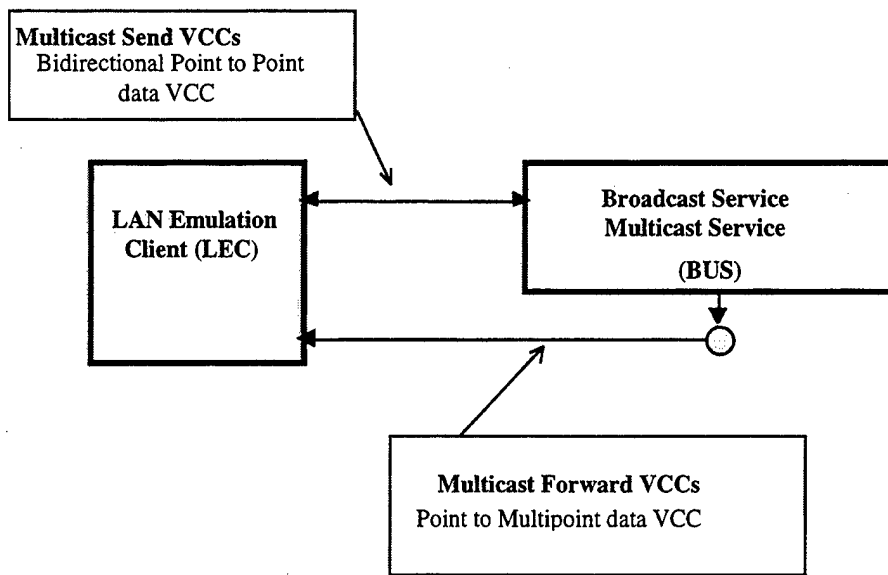 Multicast Send VCCs
Bidirectional Point to Point
data VCC
LAN Emulation
Client (LEC)
Broadcast Service
Multicast Service
(BUS)
Multicast Forward VCCs
Point to Multipoint data VCC